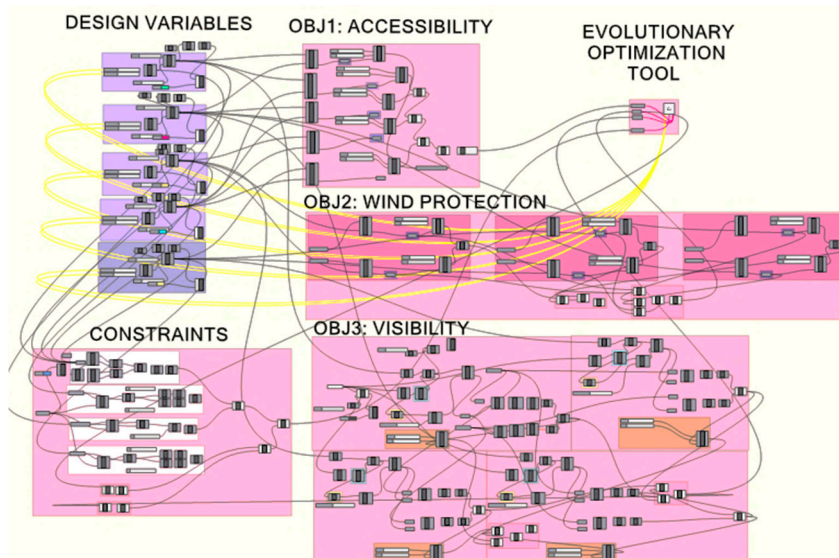 DESIGN VARIABLES
OBJ1: ACCESSIBILITY
EVOLUTIONARY
OPTIMIZATION
TOOL
OBJ2: WIND PROTECTION
CONSTRAINTS
OBJ3: VISIBILITY